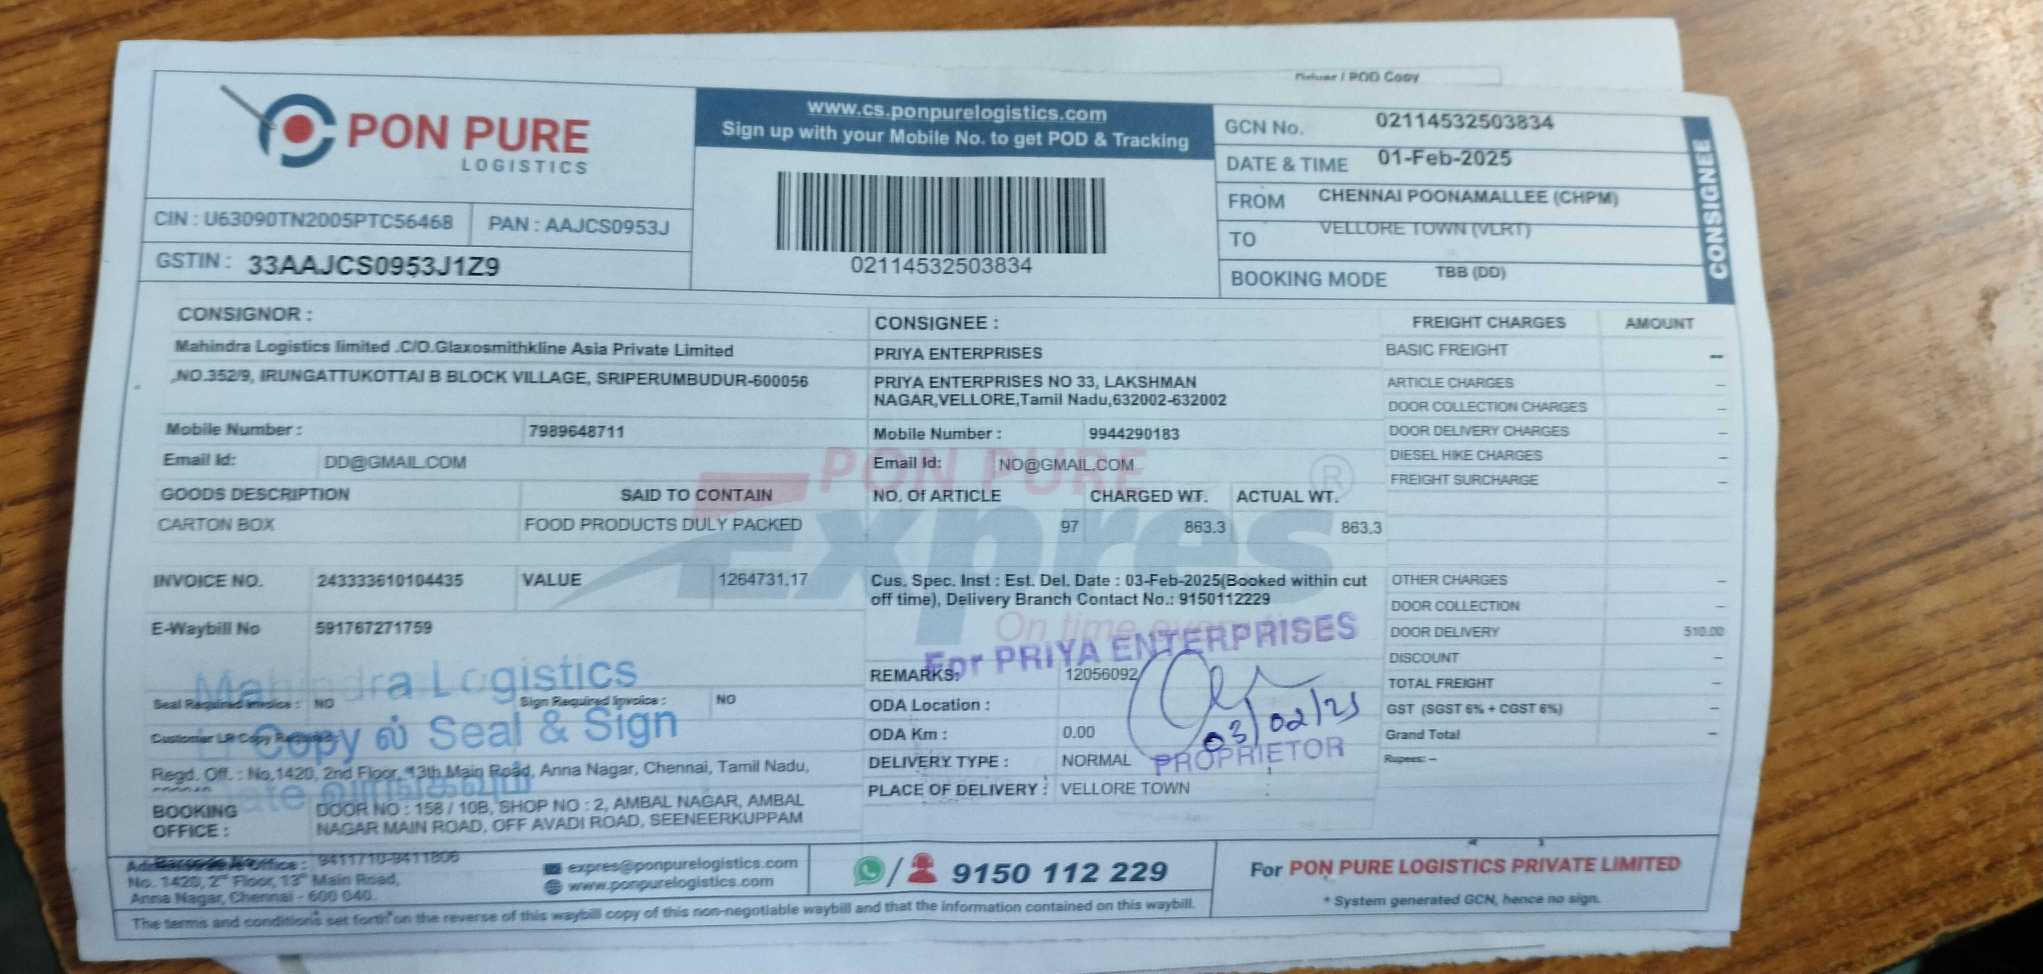 Driver / POD Copy
PON PURE
LOGISTICS
CIN : U63090TN2005PTC56468
PAN : AAJCS0953J
GSTIN : 33AAJCS0953J1Z9
www.cs.ponpurelogistics.com
Sign up with your Mobile No. to get POD & Tracking
02114532503834
GCN No. 02114532503834
DATE & TIME 01-Feb-2025
FROM CHENNAI POONAMALLEE (CHPM)
TO VELLORE TOWN (VLRT)
BOOKING MODE TBB (DD)
CONSIGNEE
CONSIGNOR :
Mahindra Logistics limited .C/O.Glaxosmithkline Asia Private Limited
,NO.352/9, IRUNGATTUKOTTAI B BLOCK VILLAGE, SRIPERUMBUDUR-600056
Mobile Number : 7989648711
Email Id: DD@GMAIL.COM
CONSIGNEE :
PRIYA ENTERPRISES
PRIYA ENTERPRISES NO 33, LAKSHMAN
NAGAR,VELLORE,Tamil Nadu,632002-632002
Mobile Number : 9944290183
Email Id: NO@GMAIL.COM
GOODS DESCRIPTION SAID TO CONTAIN NO. Of ARTICLE CHARGED WT. ACTUAL WT.
CARTON BOX FOOD PRODUCTS DULY PACKED 97 863.3 863.3
PON PURE
Expres ®
On time
INVOICE NO. 243333610104435 VALUE 1264731.17
E-Waybill No 591767271759
Mahindra Logistics
Seal Required Invoice : NO Sign Required Invoice : NO
Copy ல் Seal & Sign
Customer LR Copy
Regd. Off. : No,1420, 2nd Floor, 13th Main Road, Anna Nagar, Chennai, Tamil Nadu,
வாங்கவும்
BOOKING OFFICE : DOOR NO : 158 / 10B, SHOP NO : 2, AMBAL NAGAR, AMBAL
NAGAR MAIN ROAD, OFF AVADI ROAD, SEENEERKUPPAM
Cus. Spec. Inst : Est. Del. Date : 03-Feb-2025(Booked within cut
off time), Delivery Branch Contact No.: 9150112229
For PRIYA ENTERPRISES
REMARKS: 12056092
03/02/25
PROPRIETOR
ODA Location :
ODA Km : 0.00
DELIVERY TYPE : NORMAL
PLACE OF DELIVERY : VELLORE TOWN
FREIGHT CHARGES AMOUNT
BASIC FREIGHT --
ARTICLE CHARGES --
DOOR COLLECTION CHARGES --
DOOR DELIVERY CHARGES --
DIESEL HIKE CHARGES --
FREIGHT SURCHARGE --
OTHER CHARGES --
DOOR COLLECTION --
DOOR DELIVERY 510.00
DISCOUNT --
TOTAL FREIGHT --
GST (SGST 6% + CGST 6%) --
Grand Total --
Rupees: --
Barcode No 9411710-9411806
Office :
No. 1420, 2nd Floor, 13th Main Road,
Anna Nagar, Chennai - 600 040.
expres@ponpurelogistics.com
www.ponpurelogistics.com
/ 9150 112 229
For PON PURE LOGISTICS PRIVATE LIMITED
* System generated GCN, hence no sign.
The terms and conditions set forth on the reverse of this waybill copy of this non-negotiable waybill and that the information contained on this waybill.